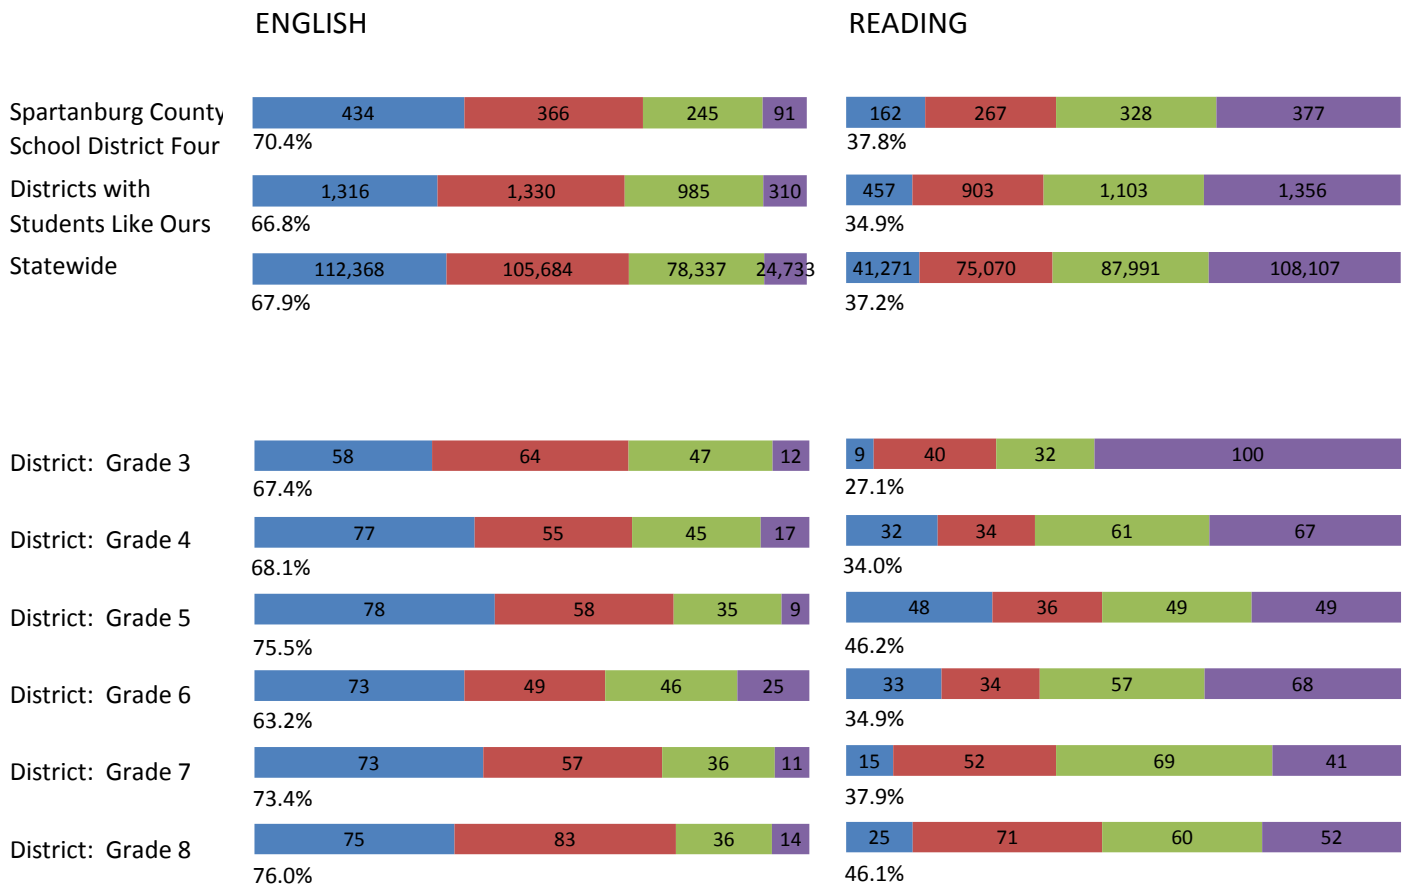 ENGLISH READING
Spartanburg County 434 366 245 91 162 267 328 377
School District Four 70.4% 37.8%
Districts with 1,316 1,330 985 310 457 903 1,103 1,356
Students Like Ours 66.8% 34.9%
Statewide 112,368 105,684 78,337 24,733 41,271 75,070 87,991 108,107
67.9% 37.2%
District: Grade 3 58 64 47 12 9 40 32 100
67.4% 27.1%
District: Grade 4 77 55 45 17 32 34 61 67
68.1% 34.0%
District: Grade 5 78 58 35 9 48 36 49 49
75.5% 46.2%
District: Grade 6 73 49 46 25 33 34 57 68
63.2% 34.9%
District: Grade 7 73 57 36 11 15 52 69 41
73.4% 37.9%
District: Grade 8 75 83 36 14 25 71 60 52
76.0% 46.1%